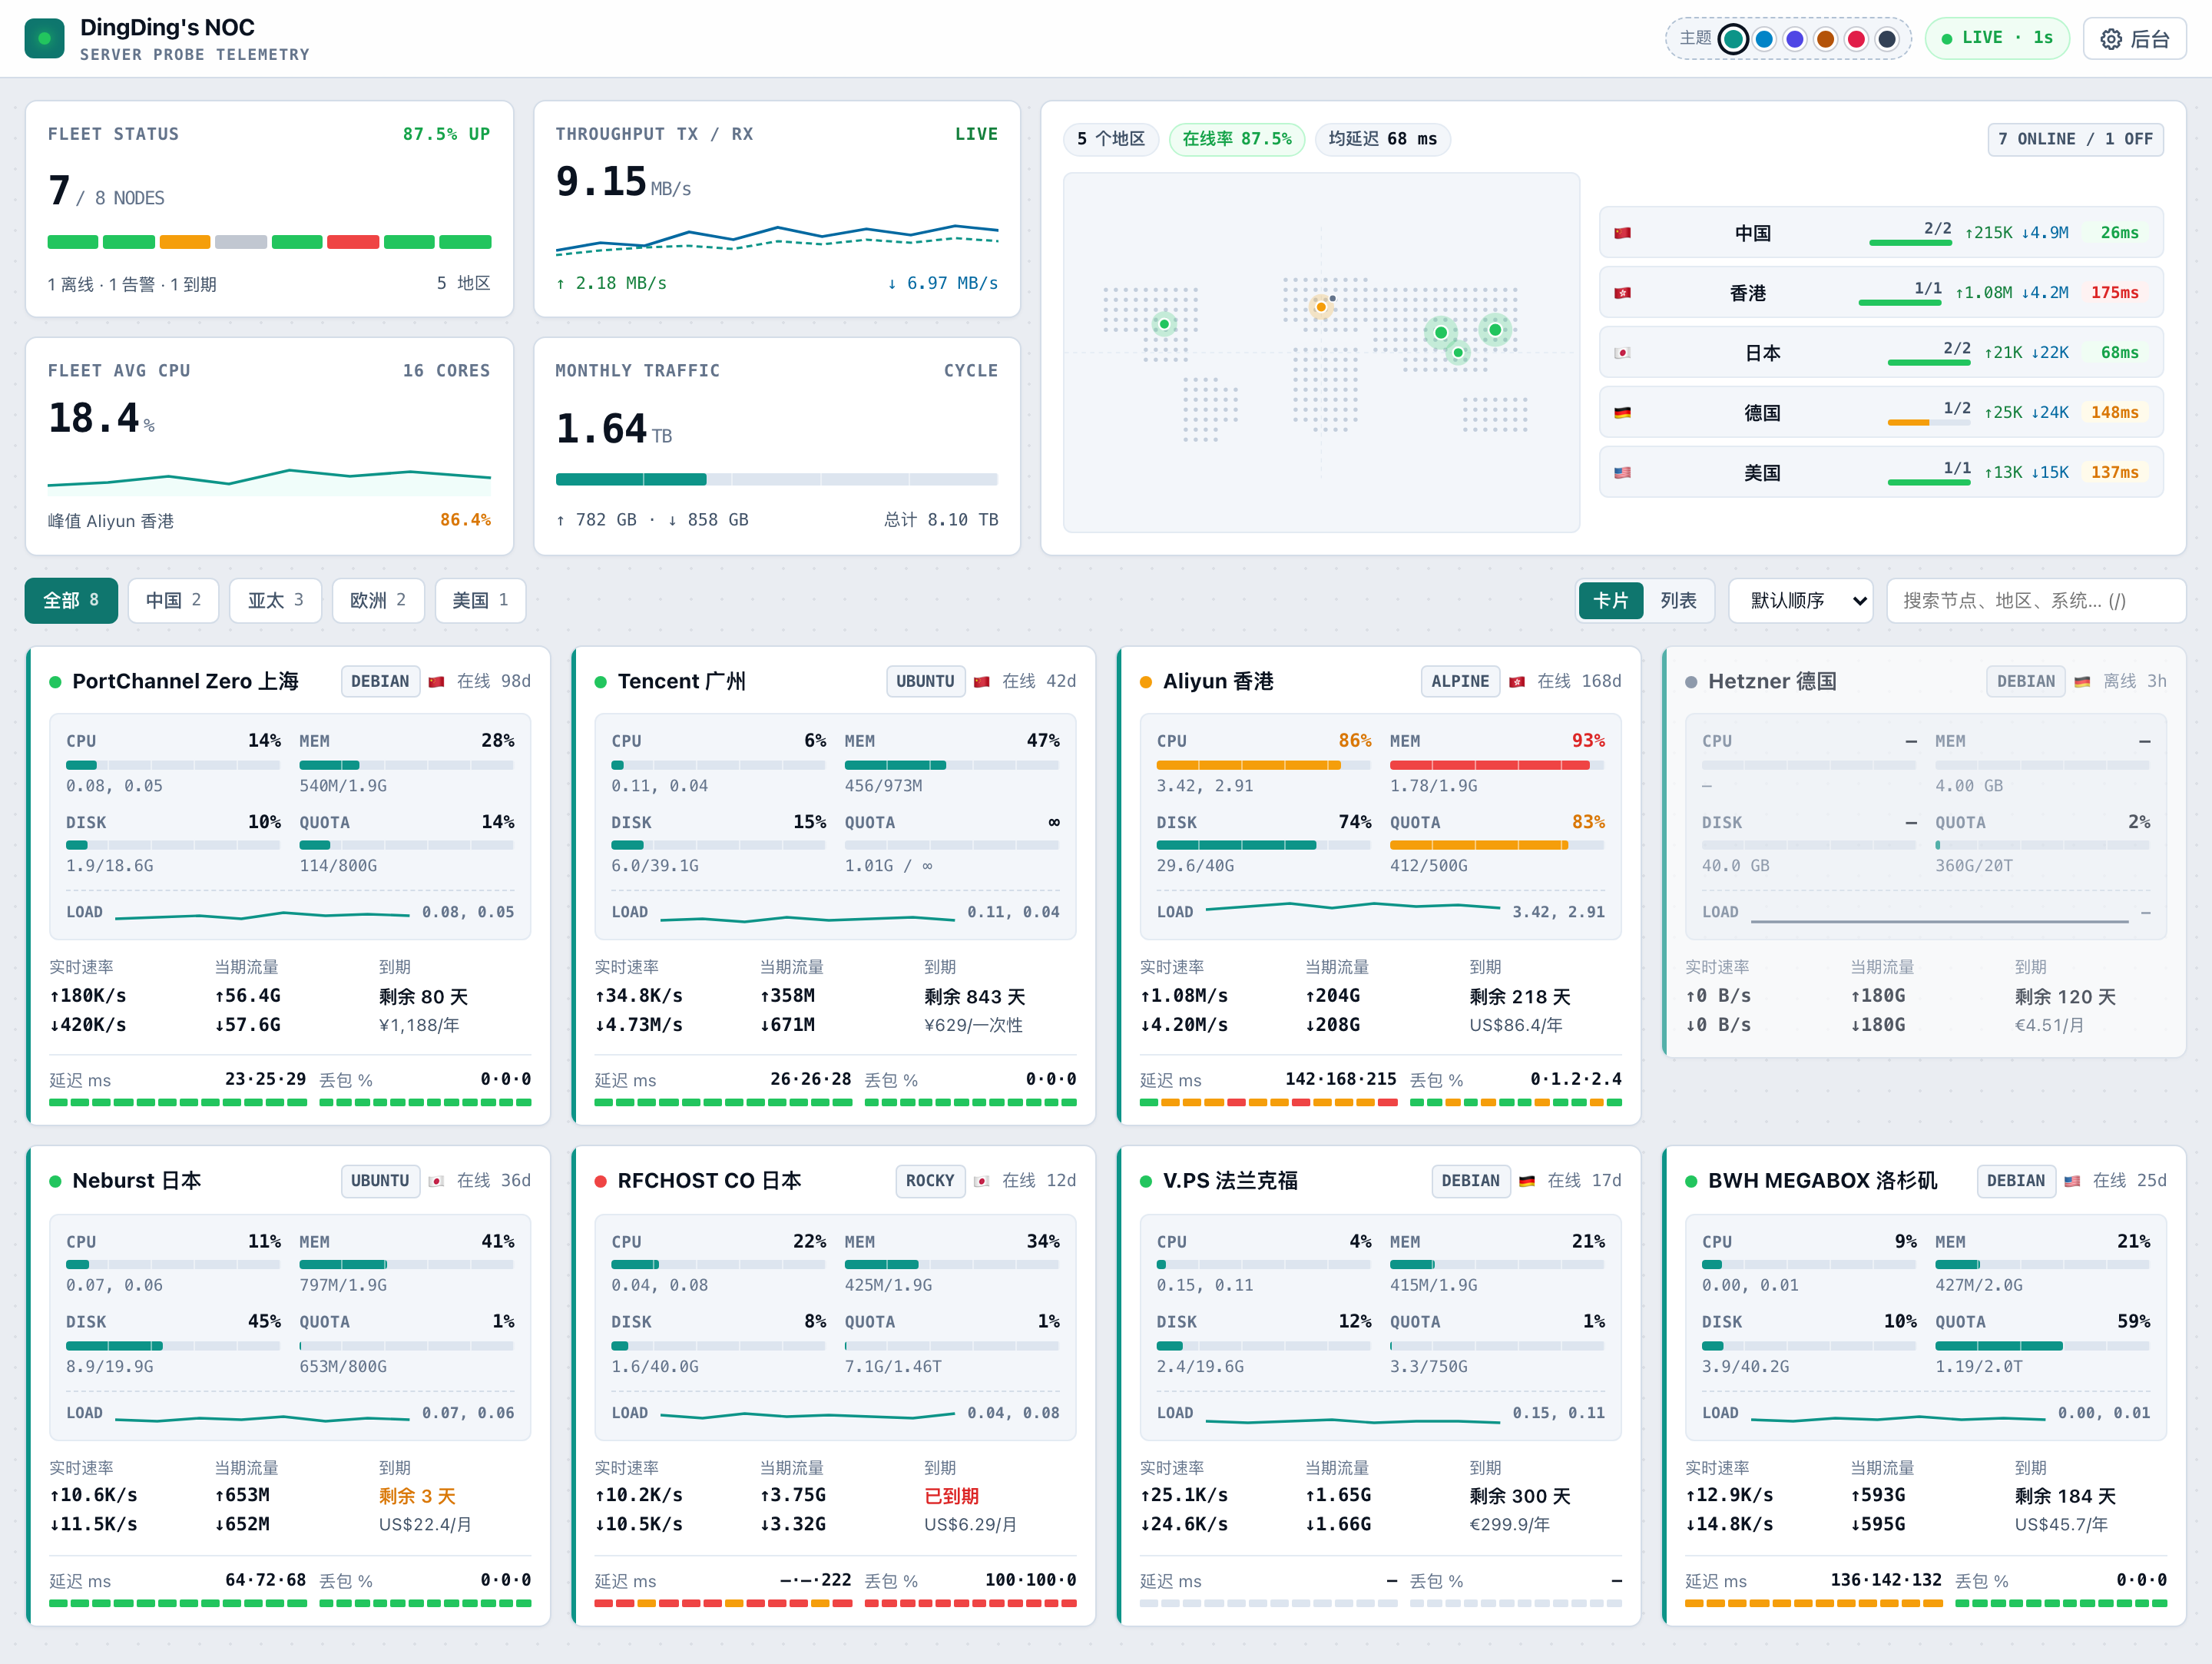 DingDing's NOC
SERVER PROBE TELEMETRY
主题
LIVE · 1s
后台
FLEET STATUS
87.5% UP
7 / 8 NODES
1 离线 · 1 告警 · 1 到期
5 地区
THROUGHPUT TX / RX
LIVE
9.15 MB/s
↑ 2.18 MB/s
↓ 6.97 MB/s
FLEET AVG CPU
16 CORES
18.4 %
峰值 Aliyun 香港
86.4%
MONTHLY TRAFFIC
CYCLE
1.64 TB
↑ 782 GB · ↓ 858 GB
总计 8.10 TB
5 个地区
在线率 87.5%
均延迟 68 ms
7 ONLINE / 1 OFF
中国 2/2 ↑215K ↓4.9M 26ms
香港 1/1 ↑1.08M ↓4.2M 175ms
日本 2/2 ↑21K ↓22K 68ms
德国 1/2 ↑25K ↓24K 148ms
美国 1/1 ↑13K ↓15K 137ms
全部 8
中国 2
亚太 3
欧洲 2
美国 1
卡片
列表
默认顺序
搜索节点、地区、系统... (/)
PortChannel Zero 上海 DEBIAN 在线 98d
CPU 14% MEM 28%
0.08, 0.05 540M/1.9G
DISK 10% QUOTA 14%
1.9/18.6G 114/800G
LOAD 0.08, 0.05
实时速率 当期流量 到期
↑180K/s ↑56.4G 剩余 80 天
↓420K/s ↓57.6G ¥1,188/年
延迟 ms 23·25·29 丢包 % 0·0·0
Tencent 广州 UBUNTU 在线 42d
CPU 6% MEM 47%
0.11, 0.04 456/973M
DISK 15% QUOTA ∞
6.0/39.1G 1.01G / ∞
LOAD 0.11, 0.04
实时速率 当期流量 到期
↑34.8K/s ↑358M 剩余 843 天
↓4.73M/s ↓671M ¥629/一次性
延迟 ms 26·26·28 丢包 % 0·0·0
Aliyun 香港 ALPINE 在线 168d
CPU 86% MEM 93%
3.42, 2.91 1.78/1.9G
DISK 74% QUOTA 83%
29.6/40G 412/500G
LOAD 3.42, 2.91
实时速率 当期流量 到期
↑1.08M/s ↑204G 剩余 218 天
↓4.20M/s ↓208G US$86.4/年
延迟 ms 142·168·215 丢包 % 0·1.2·2.4
Hetzner 德国 DEBIAN 离线 3h
CPU — MEM —
— 4.00 GB
DISK — QUOTA 2%
40.0 GB 360G/20T
LOAD —
实时速率 当期流量 到期
↑0 B/s ↑180G 剩余 120 天
↓0 B/s ↓180G €4.51/月
Neburst 日本 UBUNTU 在线 36d
CPU 11% MEM 41%
0.07, 0.06 797M/1.9G
DISK 45% QUOTA 1%
8.9/19.9G 653M/800G
LOAD 0.07, 0.06
实时速率 当期流量 到期
↑10.6K/s ↑653M 剩余 3 天
↓11.5K/s ↓652M US$22.4/月
延迟 ms 64·72·68 丢包 % 0·0·0
RFCHOST CO 日本 ROCKY 在线 12d
CPU 22% MEM 34%
0.04, 0.08 425M/1.9G
DISK 8% QUOTA 1%
1.6/40.0G 7.1G/1.46T
LOAD 0.04, 0.08
实时速率 当期流量 到期
↑10.2K/s ↑3.75G 已到期
↓10.5K/s ↓3.32G US$6.29/月
延迟 ms —·—·222 丢包 % 100·100·0
V.PS 法兰克福 DEBIAN 在线 17d
CPU 4% MEM 21%
0.15, 0.11 415M/1.9G
DISK 12% QUOTA 1%
2.4/19.6G 3.3/750G
LOAD 0.15, 0.11
实时速率 当期流量 到期
↑25.1K/s ↑1.65G 剩余 300 天
↓24.6K/s ↓1.66G €299.9/年
延迟 ms — 丢包 % —
BWH MEGABOX 洛杉矶 DEBIAN 在线 25d
CPU 9% MEM 21%
0.00, 0.01 427M/2.0G
DISK 10% QUOTA 59%
3.9/40.2G 1.19/2.0T
LOAD 0.00, 0.01
实时速率 当期流量 到期
↑12.9K/s ↑593G 剩余 184 天
↓14.8K/s ↓595G US$45.7/年
延迟 ms 136·142·132 丢包 % 0·0·0